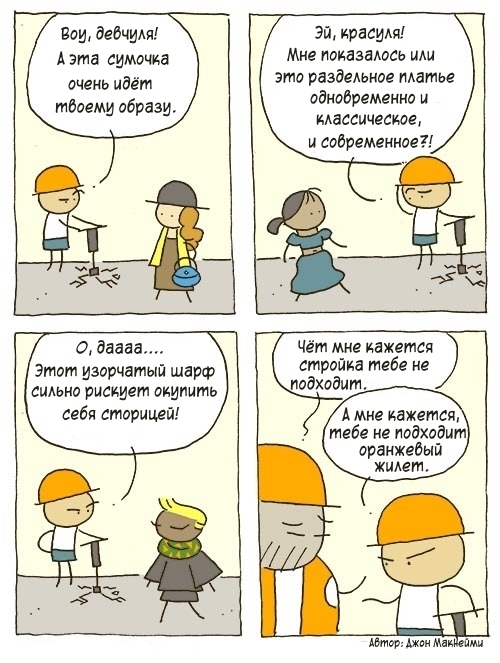 Воу, девчуля!
А эта сумочка
очень идёт
твоему образу.
Эй, красуля!
Мне показалось или
это раздельное платье
одновременно и
классическое,
и современное?!
О, даааа....
Этот узорчатый шарф
сильно рискует окупить
себя сторицей!
Чёт мне кажется
стройка тебе не
подходит.
А мне кажется,
тебе не подходит
оранжевый
жилет.
Автор: Джон МакНейми